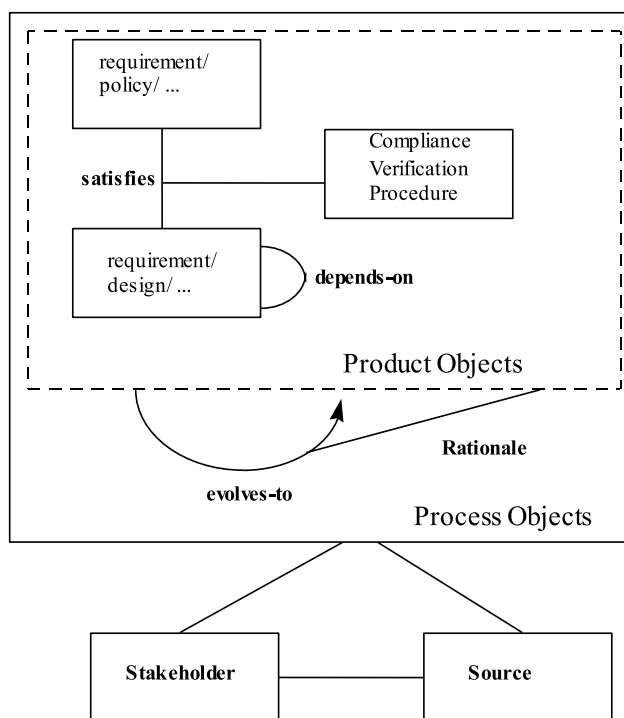 requirement/
policy/ ...
Compliance
Verification
Procedure
satisfies
requirement/
design/ ...
depends-on
Product Objects
Rationale
evolves-to
Process Objects
Stakeholder
Source